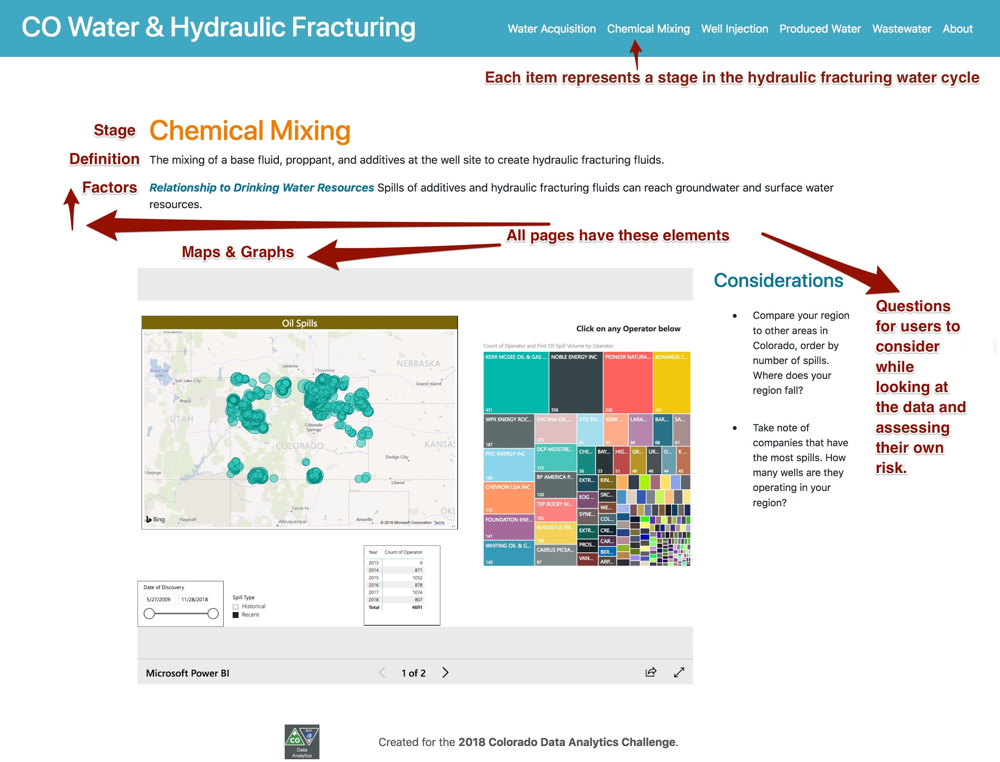 CO Water & Hydraulic Fracturing
Water Acquisition Chemical Mixing Well Injection Produced Water Wastewater About
Each item represents a stage in the hydraulic fracturing water cycle
Stage
Chemical Mixing
Definition
The mixing of a base fluid, proppant, and additives at the well site to create hydraulic fracturing fluids.
Factors
Relationship to Drinking Water Resources Spills of additives and hydraulic fracturing fluids can reach groundwater and surface water
resources.
All pages have these elements
Maps & Graphs
Considerations
Compare your region
to other areas in
Colorado, order by
number of spills.
Where does your
region fall?
Take note of
companies that have
the most spills. How
many wells are they
operating in your
region?
Questions
for users to
consider
while
looking at
the data and
assessing
their own
risk.
Oil Spills
Pocatello
Laramie
NEBRASKA
Great Salt
Lake
Cheyenne
Salt Lake City
Grand Island
Provo
UTAH
Colorado
Springs
COLORADO
KANSAS
Dodge City
George
Liberal
Santa Fe
OKL
Bing
Flagstaff
Albuquerque
Amarillo
© 2018 Microsoft Corporation Terms
Click on any Operator below
Count of Operator and First Oil Spill Volume by Operator
KERR MCGEE OIL & GAS ... NOBLE ENERGY INC PIONEER NATURA... BONANZA C...
431 356 328 247
WPX ENERGY ROC... ENCANA OIL ... XTO EN... KERR ... LARA... BAR... SA...
187 133 91 85 84 68 61
PDC ENERGY INC DCP MIDSTRE... CHE... BAY... HIG... GR... UR... O... K ...
180 125 56 53 51 49 46 44 43
BP AMERICA P... EXTR... KIN...
120
CHEVRON USA INC EOG ... SRC...
175
TEP ROCKY M... WE...
105
FOUNDATION ENE... SYNE... COL...
141
AUGUSTUS EN... EXTR... CRE...
100
WHITING OIL & G... CAERUS PICEA... PROS... CAR...
140 97
VAN... BER...
ARP...
Year Count of Operator
2013 9
2014 871
2015 1052
2016 878
2017 1074
2018 807
Total 4691
Date of Discovery
5/27/2009 11/28/2018
Spill Type
Historical
Recent
Microsoft Power BI
1 of 2
CO
OIT
Data
Analytics
Created for the 2018 Colorado Data Analytics Challenge.